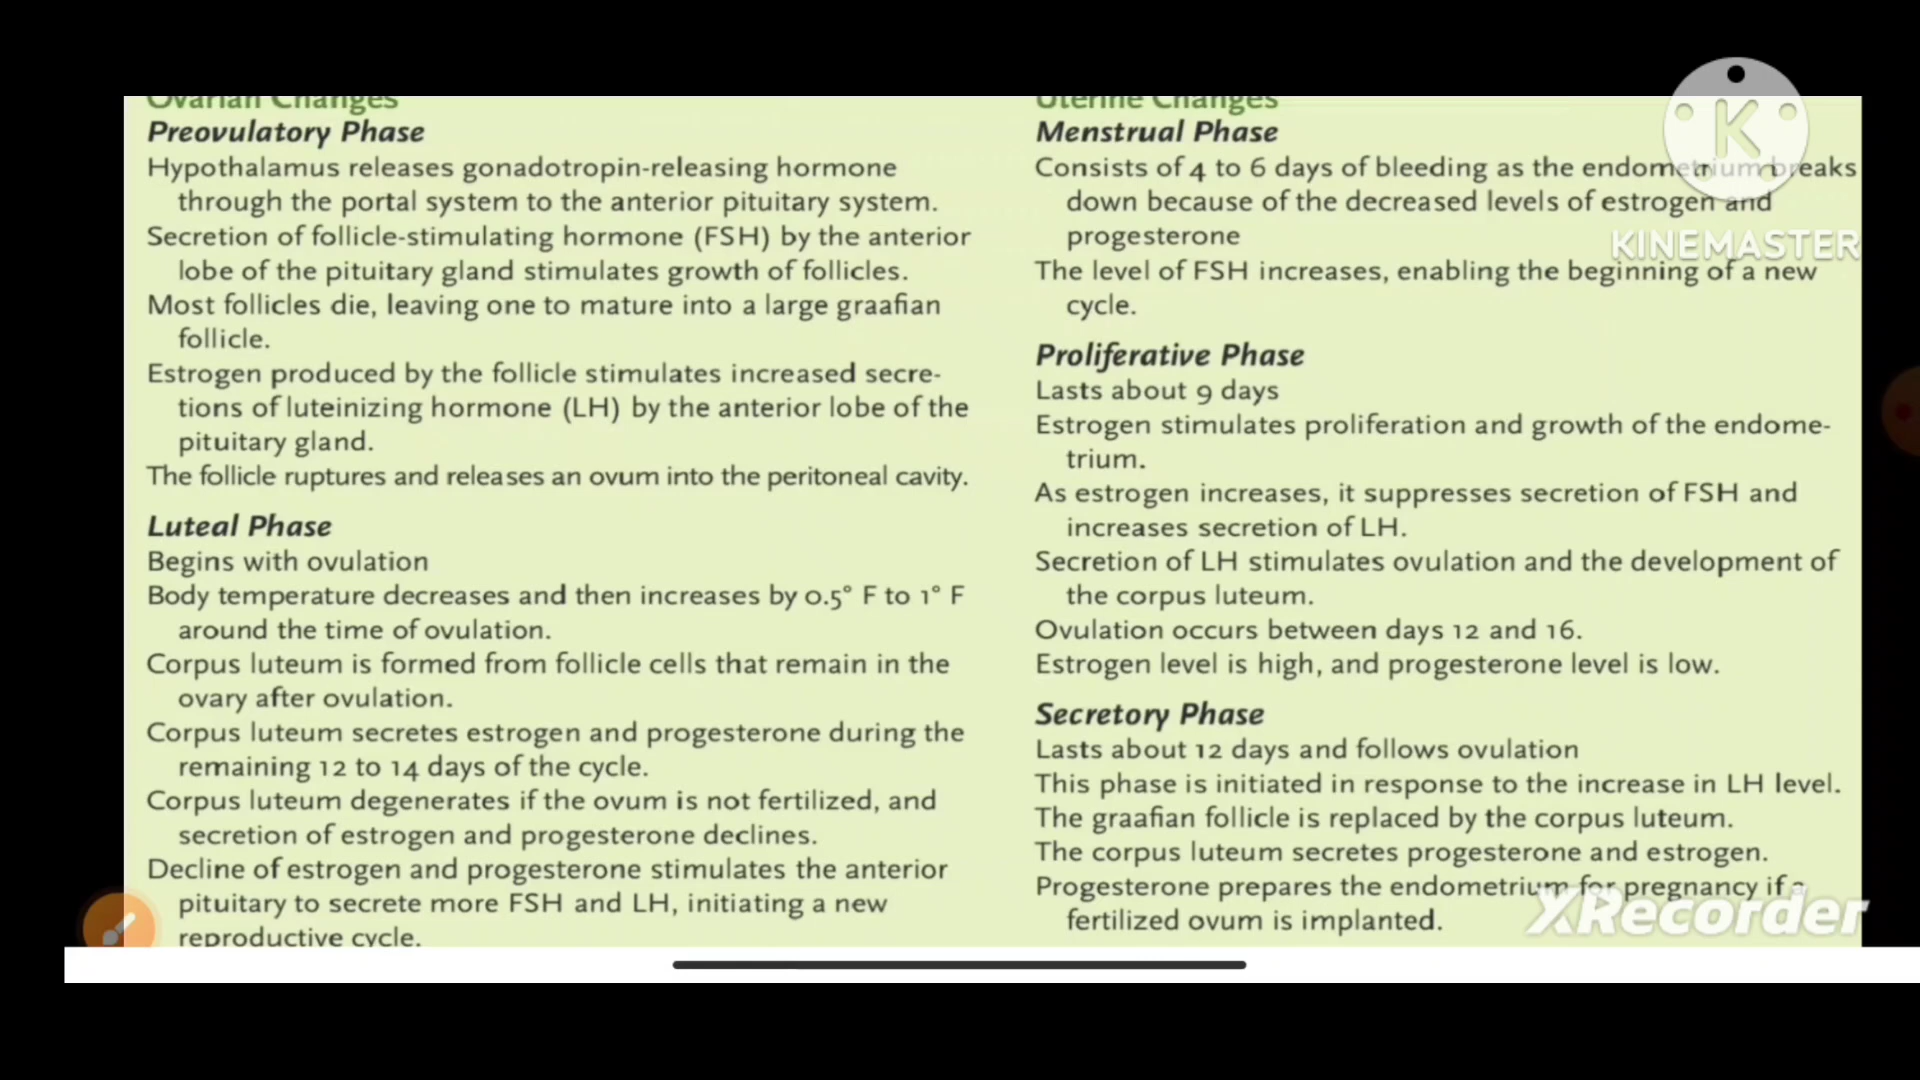 Ovarian Changes
Preovulatory Phase
Hypothalamus releases gonadotropin-releasing hormone
through the portal system to the anterior pituitary system.
Secretion of follicle-stimulating hormone (FSH) by the anterior
lobe of the pituitary gland stimulates growth of follicles.
Most follicles die, leaving one to mature into a large graafian
follicle.
Estrogen produced by the follicle stimulates increased secre-
tions of luteinizing hormone (LH) by the anterior lobe of the
pituitary gland.
The follicle ruptures and releases an ovum into the peritoneal cavity.
Luteal Phase
Begins with ovulation
Body temperature decreases and then increases by 0.5° F to 1° F
around the time of ovulation.
Corpus luteum is formed from follicle cells that remain in the
ovary after ovulation.
Corpus luteum secretes estrogen and progesterone during the
remaining 12 to 14 days of the cycle.
Corpus luteum degenerates if the ovum is not fertilized, and
secretion of estrogen and progesterone declines.
Decline of estrogen and progesterone stimulates the anterior
pituitary to secrete more FSH and LH, initiating a new
reproductive cycle.
Uterine Changes
Menstrual Phase
Consists of 4 to 6 days of bleeding as the endometrium breaks
down because of the decreased levels of estrogen and
progesterone
The level of FSH increases, enabling the beginning of a new
cycle.
Proliferative Phase
Lasts about 9 days
Estrogen stimulates proliferation and growth of the endome-
trium.
As estrogen increases, it suppresses secretion of FSH and
increases secretion of LH.
Secretion of LH stimulates ovulation and the development of
the corpus luteum.
Ovulation occurs between days 12 and 16.
Estrogen level is high, and progesterone level is low.
Secretory Phase
Lasts about 12 days and follows ovulation
This phase is initiated in response to the increase in LH level.
The graafian follicle is replaced by the corpus luteum.
The corpus luteum secretes progesterone and estrogen.
Progesterone prepares the endometrium for pregnancy if a
fertilized ovum is implanted.
K
KINEMASTER
XRecorder